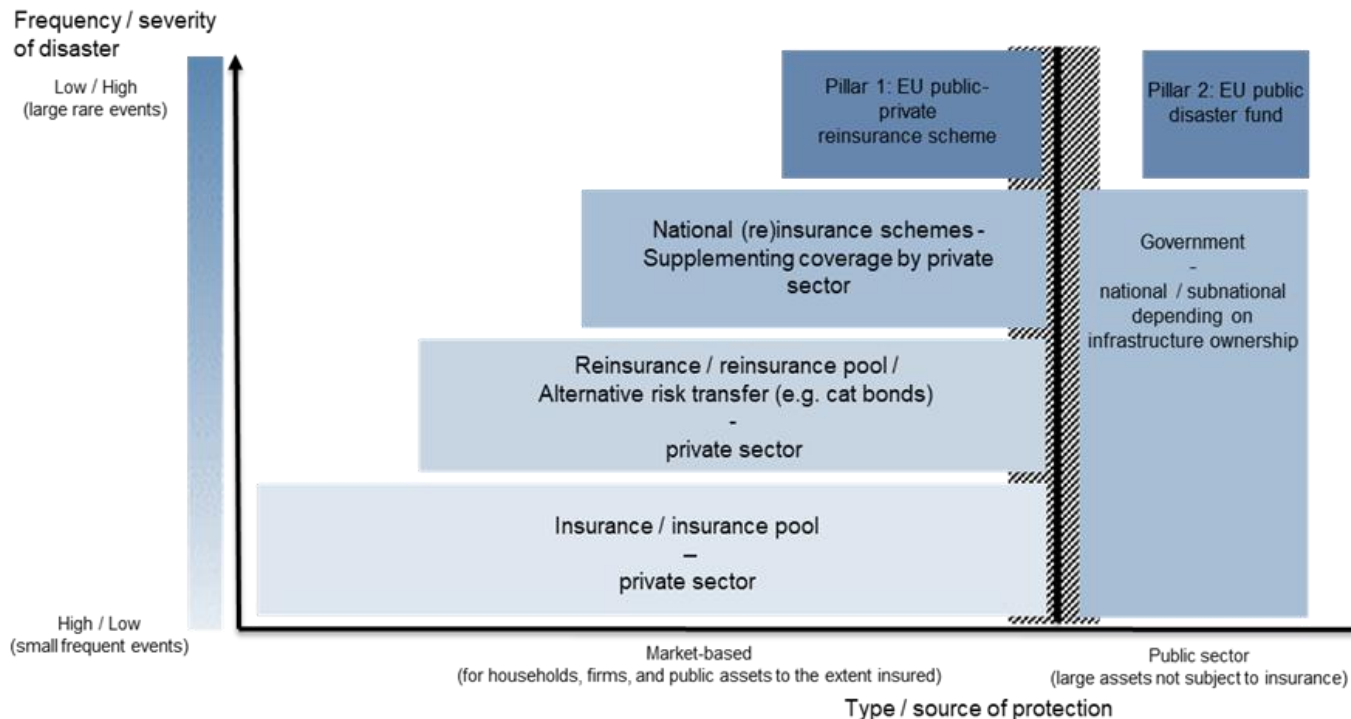 Frequency / severity
of disaster
Low / High
(large rare events)
Pillar 1: EU public-
private
reinsurance scheme
Pillar 2: EU public
disaster fund
National (re)insurance schemes -
Supplementing coverage by private
sector
Government
-
national / subnational
depending on
infrastructure ownership
Reinsurance / reinsurance pool /
Alternative risk transfer (e.g. cat bonds)
-
private sector
Insurance / insurance pool
–
private sector
High / Low
(small frequent events)
Market-based
(for households, firms, and public assets to the extent insured)
Public sector
(large assets not subject to insurance)
Type / source of protection